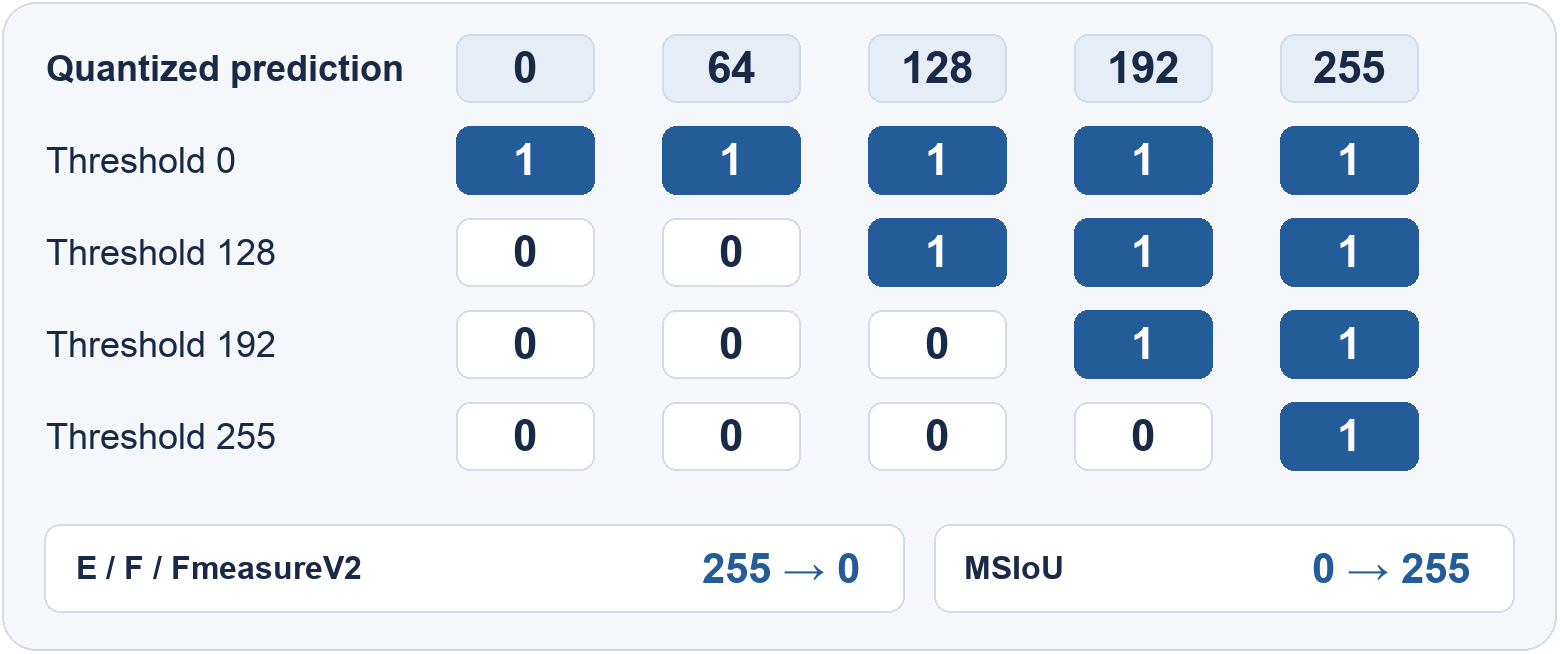 Quantized prediction 0 64 128 192 255
Threshold 0 1 1 1 1 1
Threshold 128 0 0 1 1 1
Threshold 192 0 0 0 1 1
Threshold 255 0 0 0 0 1
E / F / FmeasureV2 255 → 0
MSIoU 0 → 255